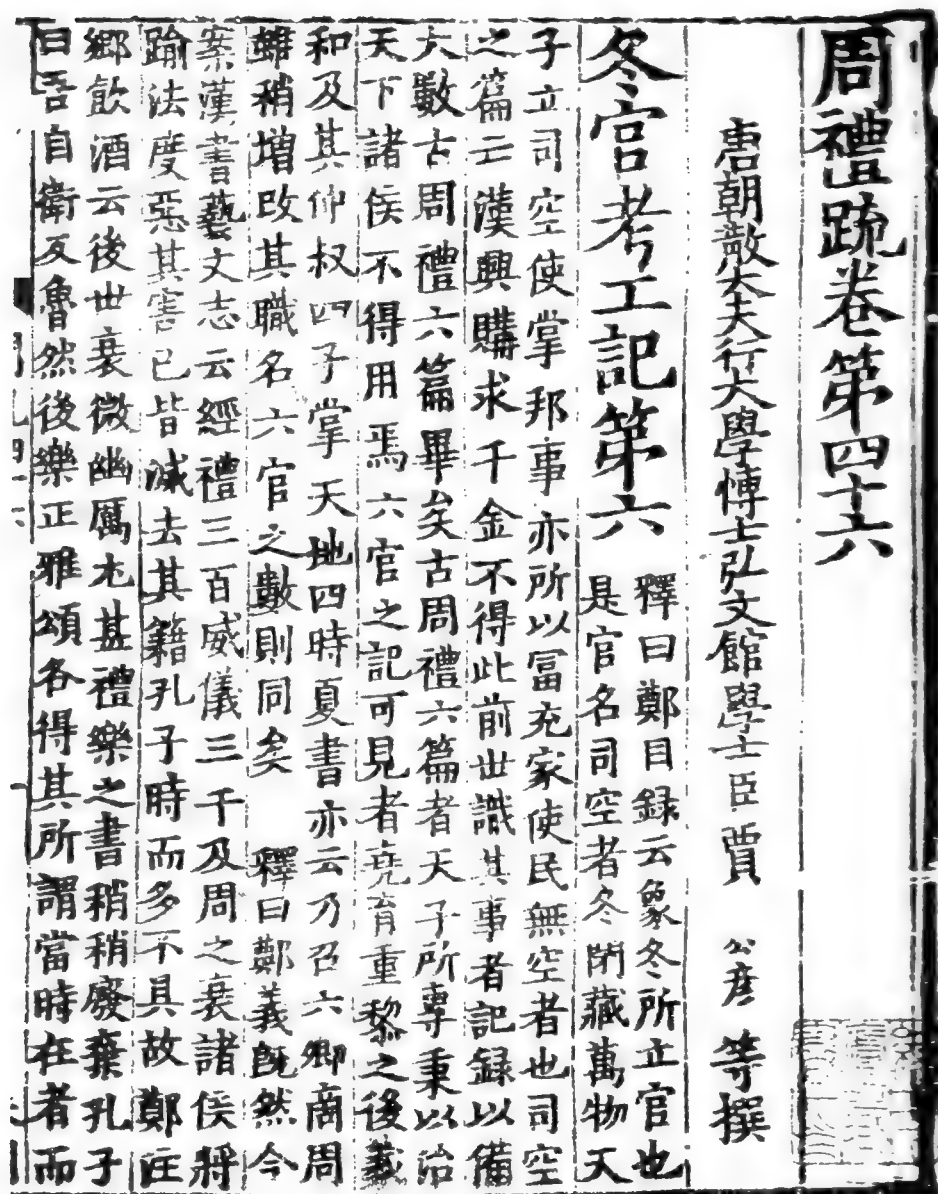 周禮疏卷第四十六
唐朝散大夫行大學博士弘文館學士臣賈公彥等撰
冬官考工記第六
釋曰鄭目録云象冬所立官也
是官名司空者冬閉藏萬物天
子立司空使掌邦事亦所以富充家使民無空者也司空
之篇亡漢興購求千金不得此前世識其事者記録以備
大數古周禮六篇畢矣古周禮六篇者天子所專秉以治
天下諸侯不得用焉六官之記可見者堯育重黎之後羲
和及其仲叔四子掌天地四時夏書亦云乃召六卿商周
雖稍增改其職名六官之數則同矣 釋曰鄭義既然今
案漢書藝文志云經禮三百威儀三千及周之衰諸侯將
踰法度惡其害己皆滅去其籍孔子時而多不具故鄭注
鄉飲酒云後世衰微幽厲尤甚禮樂之書稍稍廢棄孔子
曰吾自衛反魯然後樂正雅頌各得其所謂當時在者而